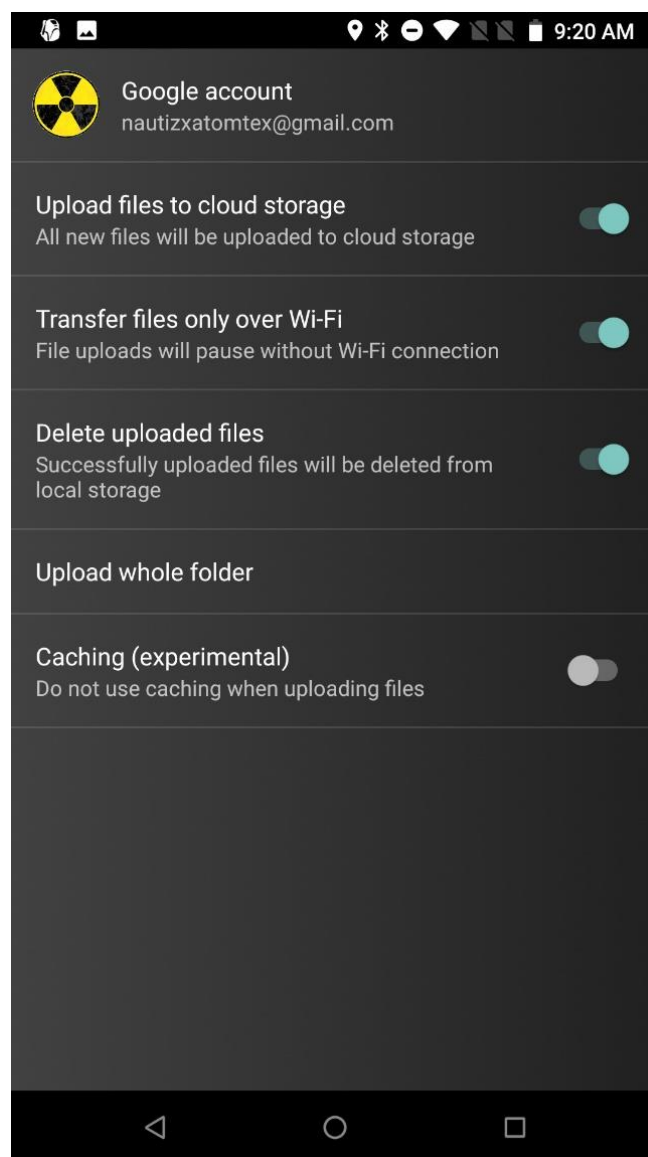 9:20 AM
Google account
nautizxatomtex@gmail.com
Upload files to cloud storage
All new files will be uploaded to cloud storage
Transfer files only over Wi-Fi
File uploads will pause without Wi-Fi connection
Delete uploaded files
Successfully uploaded files will be deleted from
local storage
Upload whole folder
Caching (experimental)
Do not use caching when uploading files